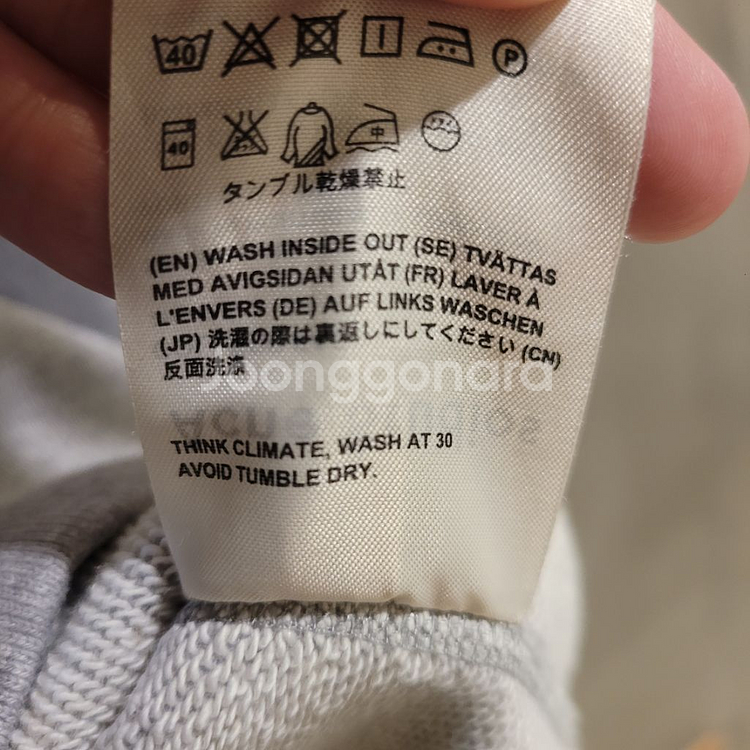 40 P
40 中
タンブル乾燥禁止
(EN) WASH INSIDE OUT (SE) TVÄTTAS
MED AVIGSIDAN UTÅT (FR) LAVER À
L'ENVERS (DE) AUF LINKS WASCHEN
(JP) 洗濯の際は裏返しにしてください (CN)
反面洗涤
Joonggonara
THINK CLIMATE, WASH AT 30
AVOID TUMBLE DRY.